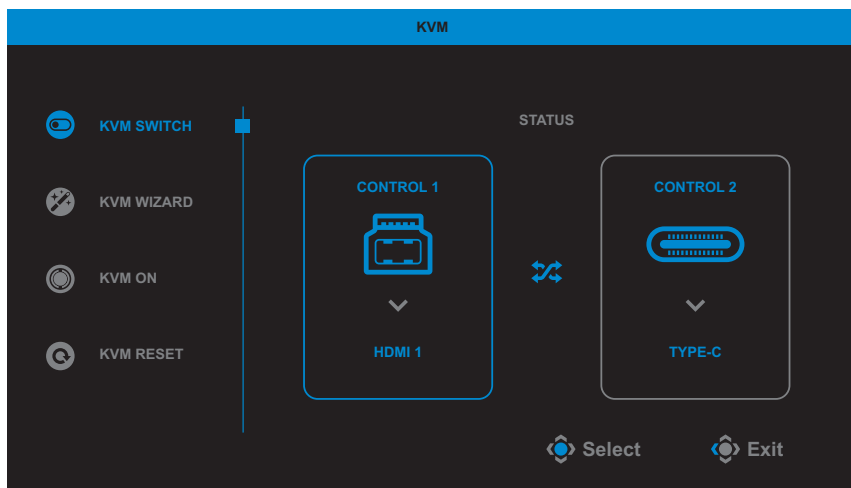 KVM
KVM SWITCH
KVM WIZARD
KVM ON
KVM RESET
STATUS
CONTROL 1
HDMI 1
CONTROL 2
TYPE-C
Select
Exit